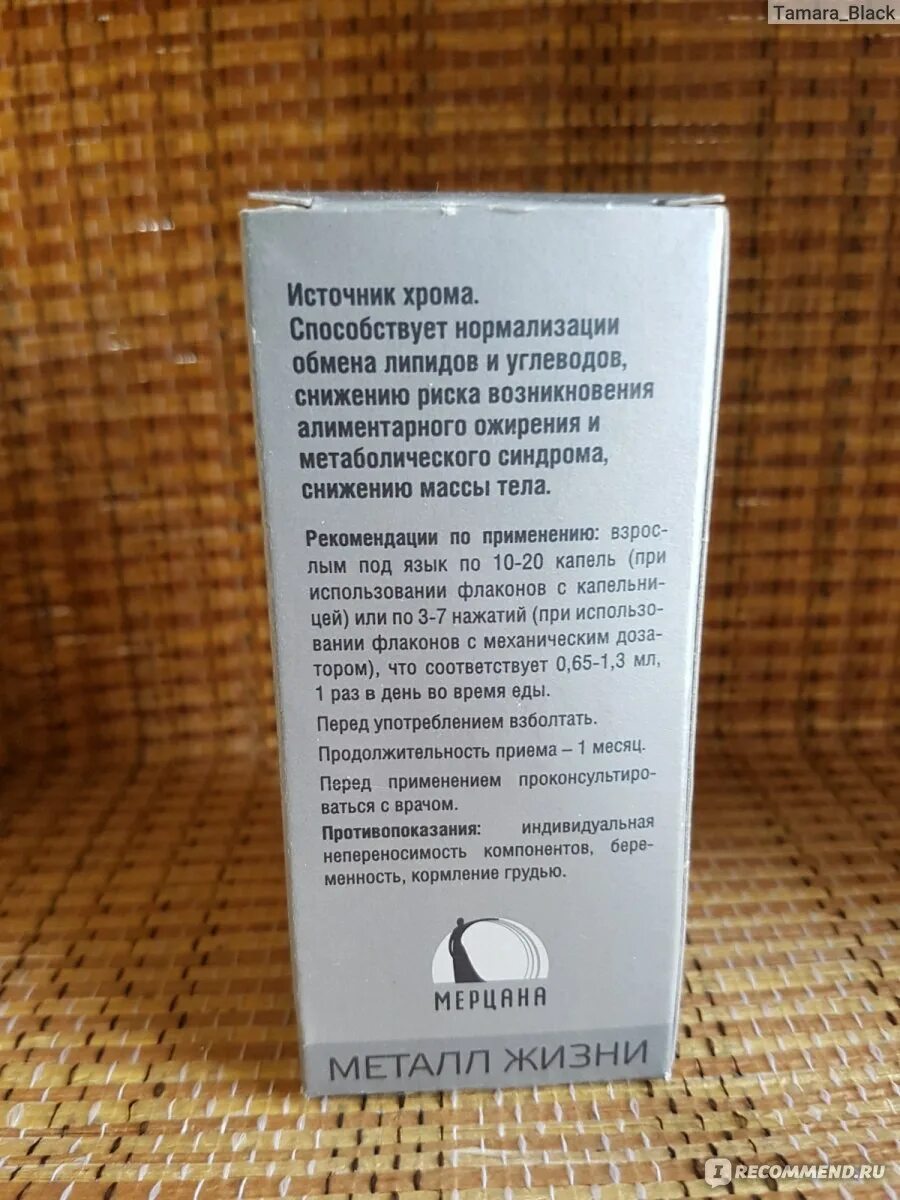 Tamara_Black
Источник хрома.
Способствует нормализации
обмена липидов и углеводов,
снижению риска возникновения
алиментарного ожирения и
метаболического синдрома,
снижению массы тела.
Рекомендации по применению: взрос-
лым под язык по 10-20 капель (при
использовании флаконов с капельни-
цей) или по 3-7 нажатий (при использо-
вании флаконов с механическим доза-
тором), что соответствует 0,65-1,3 мл,
1 раз в день во время еды.
Перед употреблением взболтать.
Продолжительность приема – 1 месяц.
Перед применением проконсультиро-
ваться с врачом.
Противопоказания: индивидуальная
непереносимость компонентов, бере-
менность, кормление грудью.
МЕРЦАНА
МЕТАЛЛ ЖИЗНИ
IRECOMMEND.RU